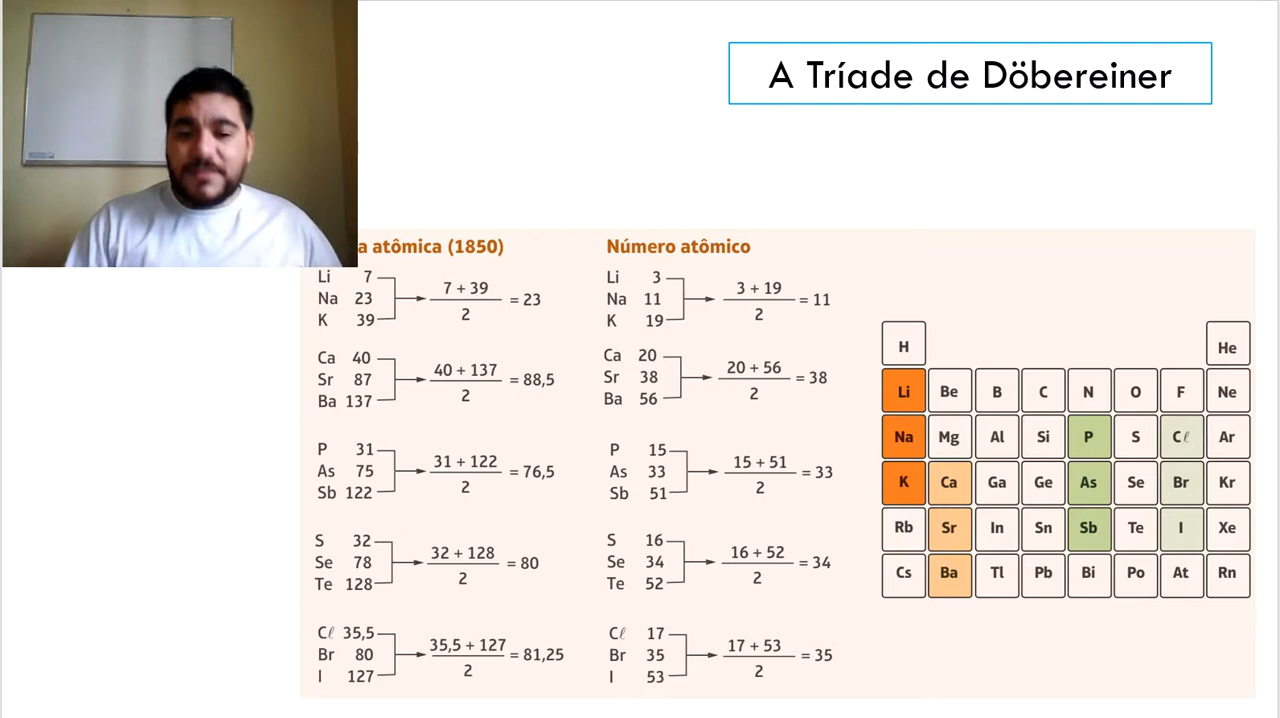 A Tríade de Döbereiner
a atômica (1850)
Li 7
Na 23
K 39
7 + 39
2
= 23
Ca 40
Sr 87
Ba 137
40 + 137
2
= 88,5
P 31
As 75
Sb 122
31 + 122
2
= 76,5
S 32
Se 78
Te 128
32 + 128
2
= 80
Cℓ 35,5
Br 80
I 127
35,5 + 127
2
= 81,25
Número atômico
Li 3
Na 11
K 19
3 + 19
2
= 11
Ca 20
Sr 38
Ba 56
20 + 56
2
= 38
P 15
As 33
Sb 51
15 + 51
2
= 33
S 16
Se 34
Te 52
16 + 52
2
= 34
Cℓ 17
Br 35
I 53
17 + 53
2
= 35
H He
Li Be B C N O F Ne
Na Mg Al Si P S Cℓ Ar
K Ca Ga Ge As Se Br Kr
Rb Sr In Sn Sb Te I Xe
Cs Ba Tl Pb Bi Po At Rn